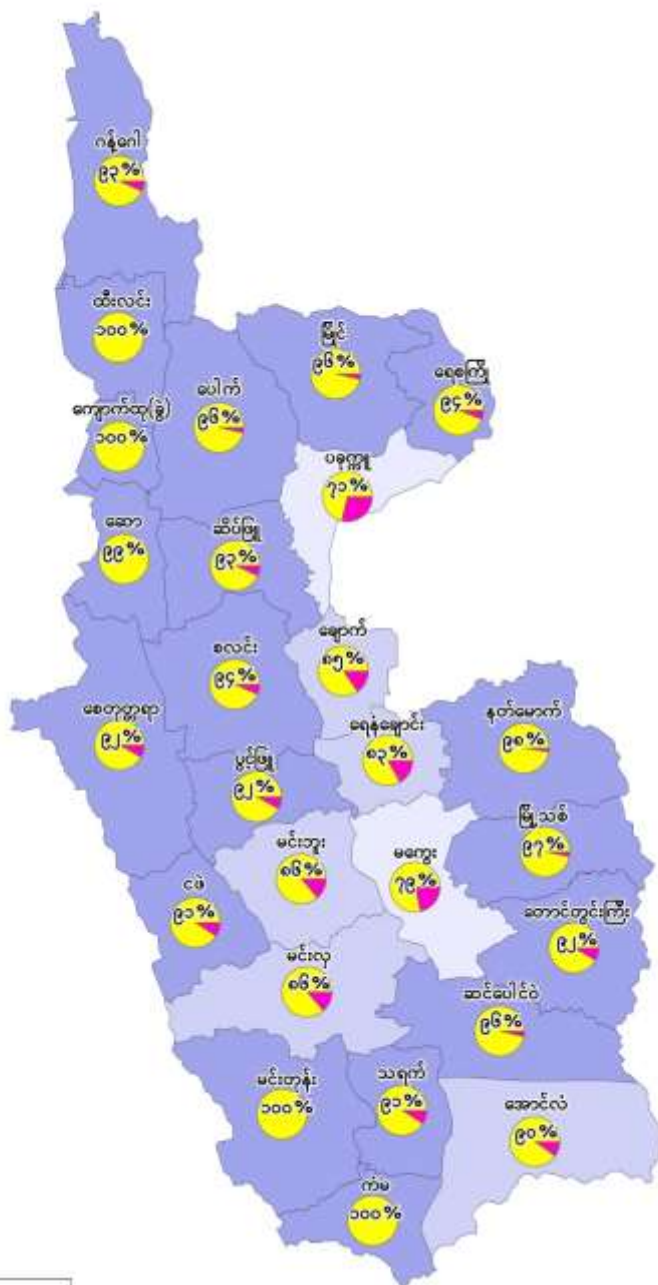 ဂန့်ဂေါ
၉၃%
ထီးလင်း
၁၀၀%
မြိုင်
၉၆%
ရေစကြို
၉၄%
ကျောက်ထု(ခွဲ)
၁၀၀%
ပေါက်
၉၆%
ပခုက္ကူ
၇၁%
ဆော
၉၉%
ဆိပ်ဖြူ
၉၃%
ချောက်
၈၅%
စလင်း
၉၄%
စေတုတ္တရာ
၉၂%
ရေနံချောင်း
၈၃%
နတ်မောက်
၉၈%
ပွင့်ဖြူ
၉၂%
မြို့သစ်
၉၇%
မင်းဘူး
၈၆%
မကွေး
၇၉%
ငဖဲ
၉၁%
တောင်တွင်းကြီး
၉၂%
မင်းလှ
၈၆%
ဆင်ပေါင်ဝဲ
၉၆%
မင်းတုန်း
၁၀၀%
သရက်
၉၁%
အောင်လံ
၉၀%
ကံမ
၁၀၀%